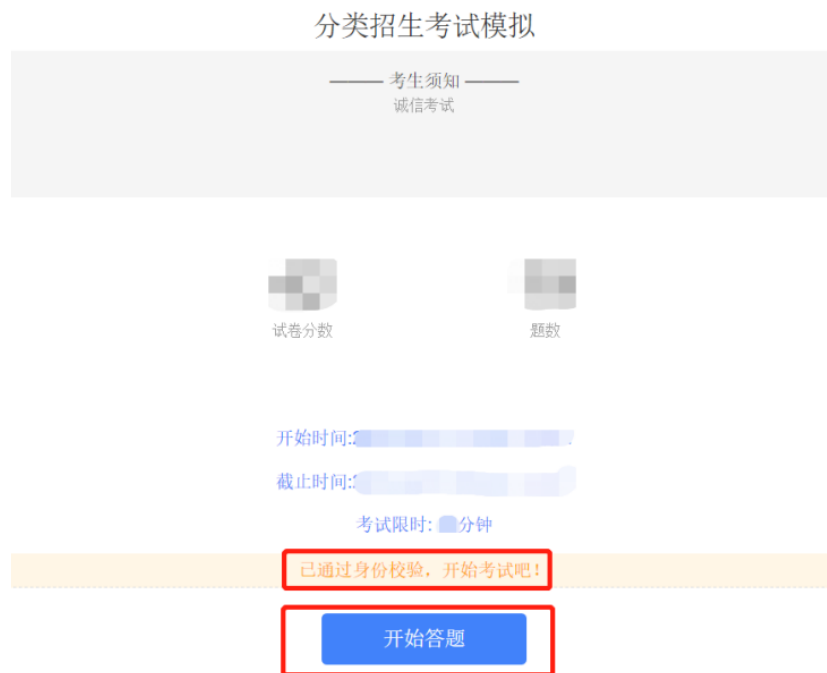 分类招生考试模拟
考生须知
诚信考试
试卷分数
题数
开始时间:
截止时间:
考试限时: 分钟
已通过身份校验，开始考试吧！
开始答题